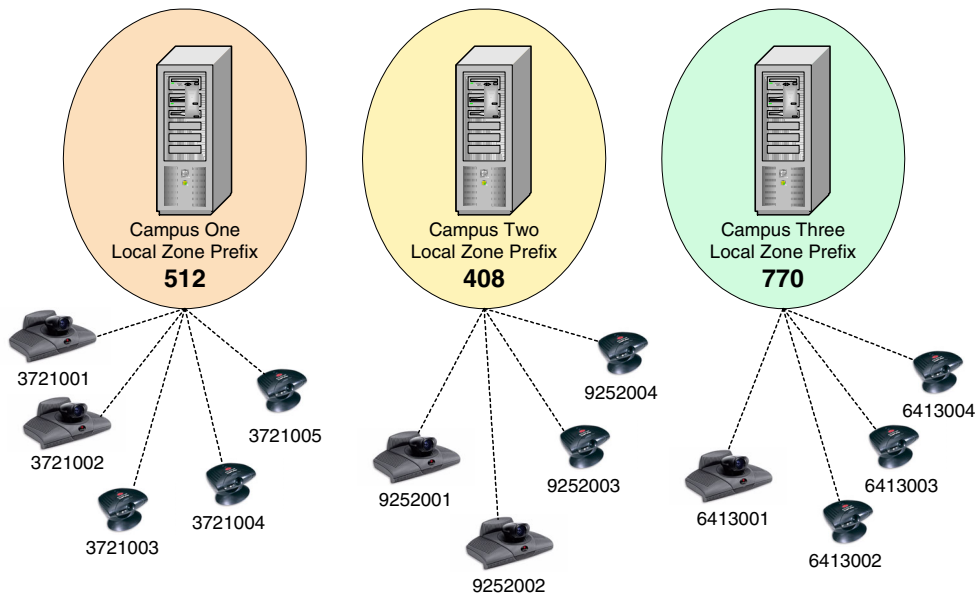 Campus One
Local Zone Prefix
512
Campus Two
Local Zone Prefix
408
Campus Three
Local Zone Prefix
770
3721001
3721002
3721003
3721004
3721005
9252001
9252002
9252003
9252004
6413001
6413002
6413003
6413004